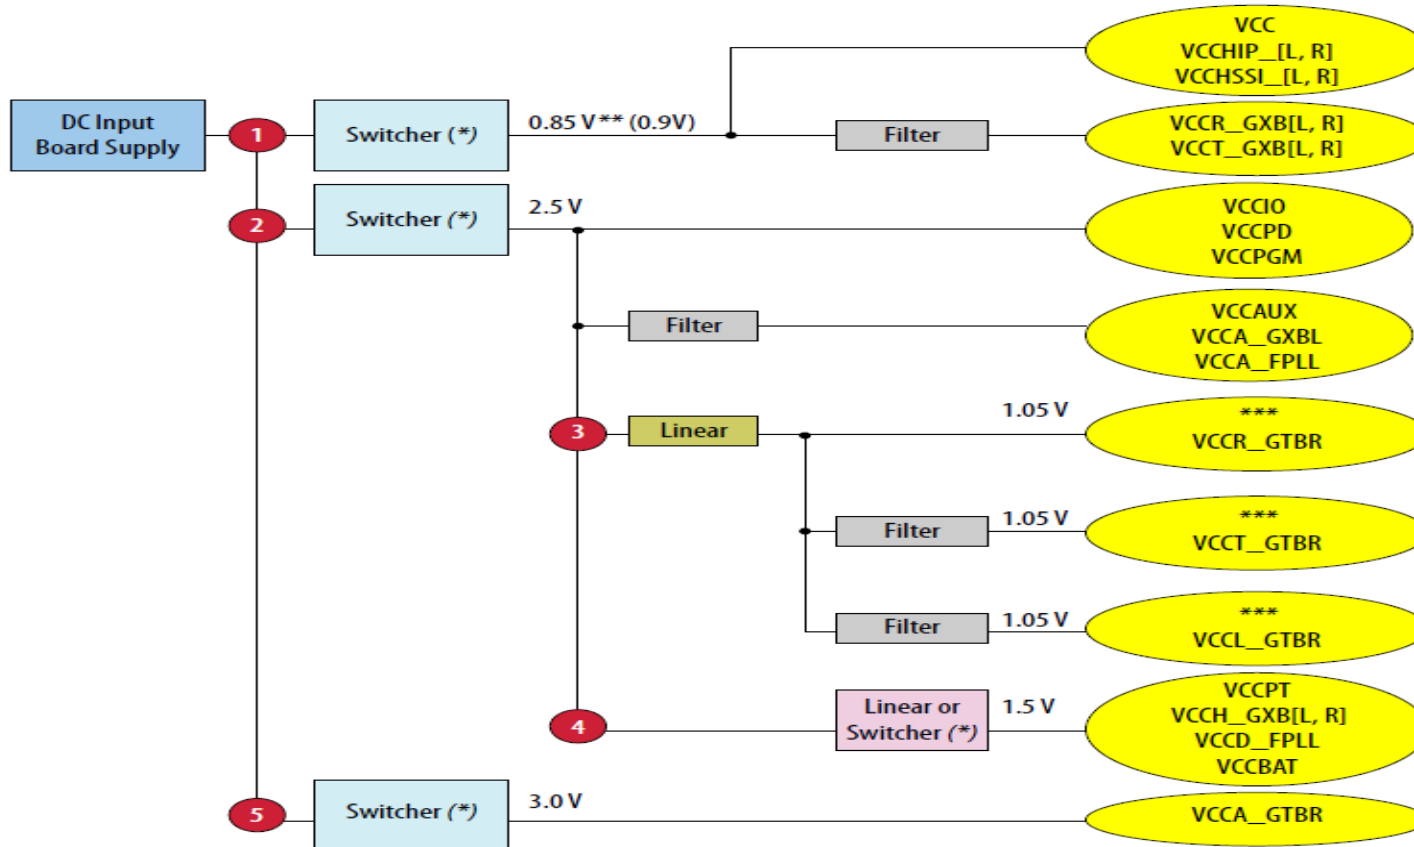 VCC
VCCHIP_[L, R]
VCCHSSI_[L, R]
DC Input
Board Supply
1
Switcher (*)
0.85 V** (0.9V)
Filter
VCCR_GXB[L, R]
VCCT_GXB[L, R]
2
Switcher (*)
2.5 V
VCCIO
VCCPD
VCCPGM
Filter
VCCAUX
VCCA_GXBL
VCCA_FPLL
3
Linear
1.05 V
***
VCCR_GTBR
Filter
1.05 V
***
VCCT_GTBR
Filter
1.05 V
***
VCCL_GTBR
4
Linear or
Switcher (*)
1.5 V
VCCPT
VCCH_GXB[L, R]
VCCD_FPLL
VCCBAT
5
Switcher (*)
3.0 V
VCCA_GTBR